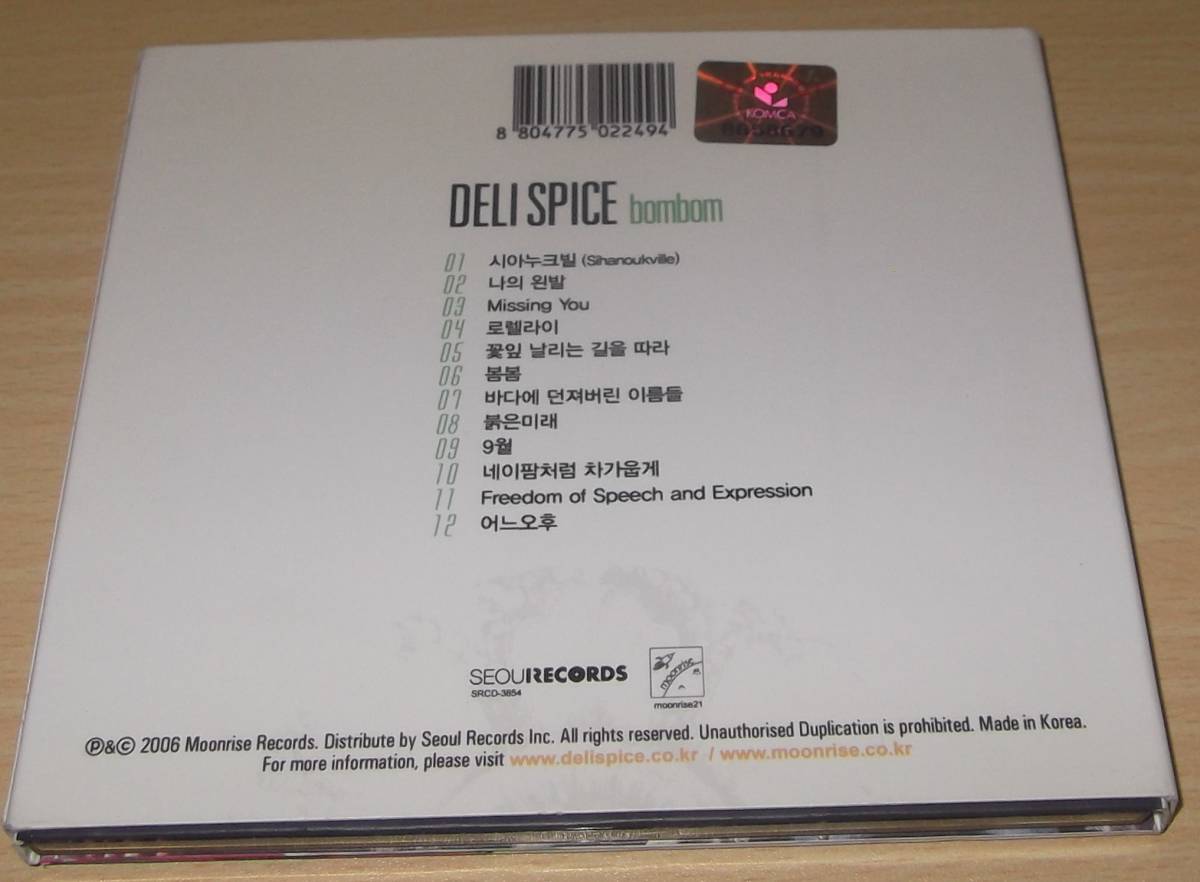 8 804775 022494
KOMCA
DELI SPICE bombom
01 시아누크빌 (Sihanoukville)
02 나의 왼발
03 Missing You
04 로렐라이
05 꽃잎 날리는 길을 따라
06 봄봄
07 바다에 던져버린 이름들
08 붉은미래
09 9월
10 네이팜처럼 차가웁게
11 Freedom of Speech and Expression
12 어느오후
SEOULRECORDS
SRCD-3854
moonrise
moonrise21
℗&© 2006 Moonrise Records. Distribute by Seoul Records Inc. All rights reserved. Unauthorised Duplication is prohibited. Made in Korea.
For more information, please visit www.delispice.co.kr / www.moonrise.co.kr